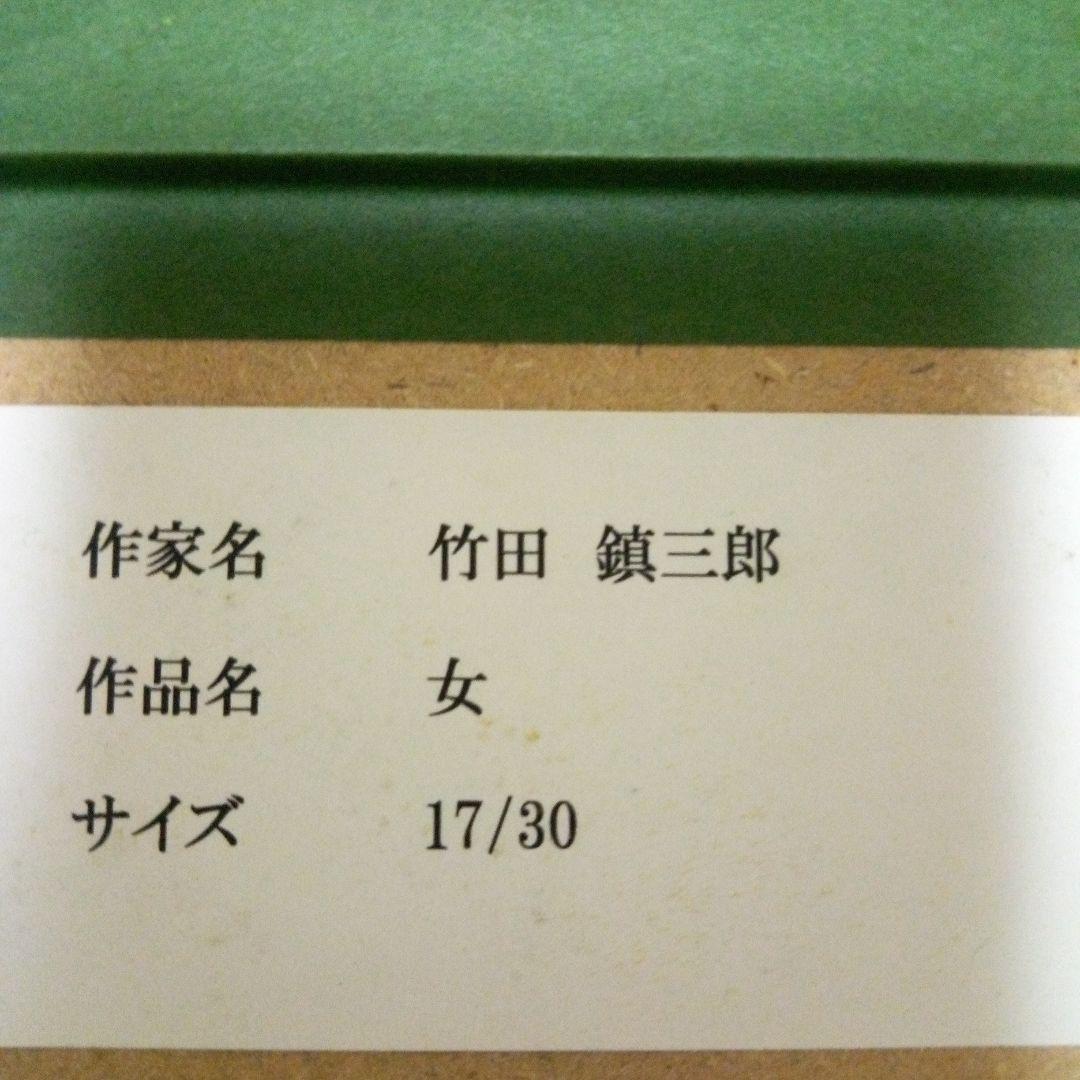 作家名 竹田 鎮三郎
作品名 女
サイズ 17/30